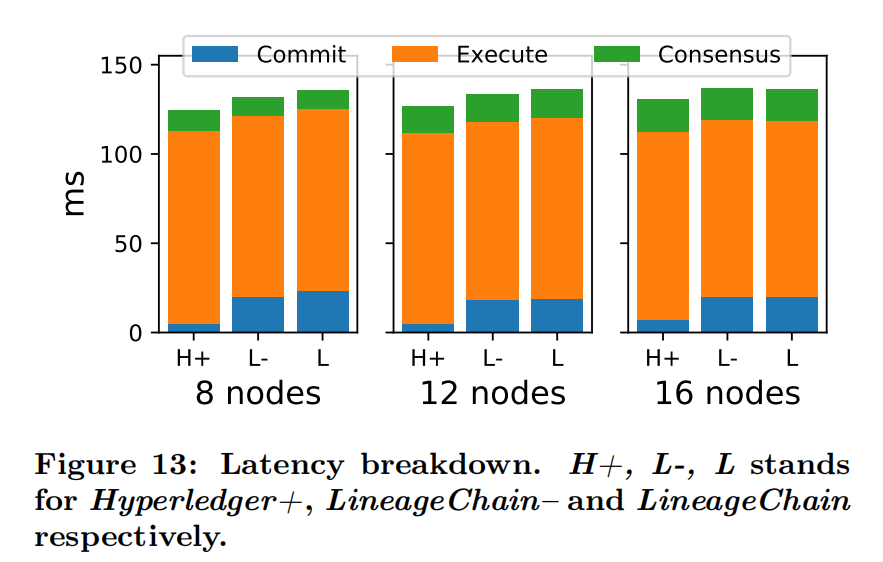 Commit Execute Consensus
150
100
50
0
ms
H+ L- L H+ L- L H+ L- L
8 nodes 12 nodes 16 nodes
Figure 13: Latency breakdown. H+, L-, L stands
for Hyperledger+, LineageChain– and LineageChain
respectively.